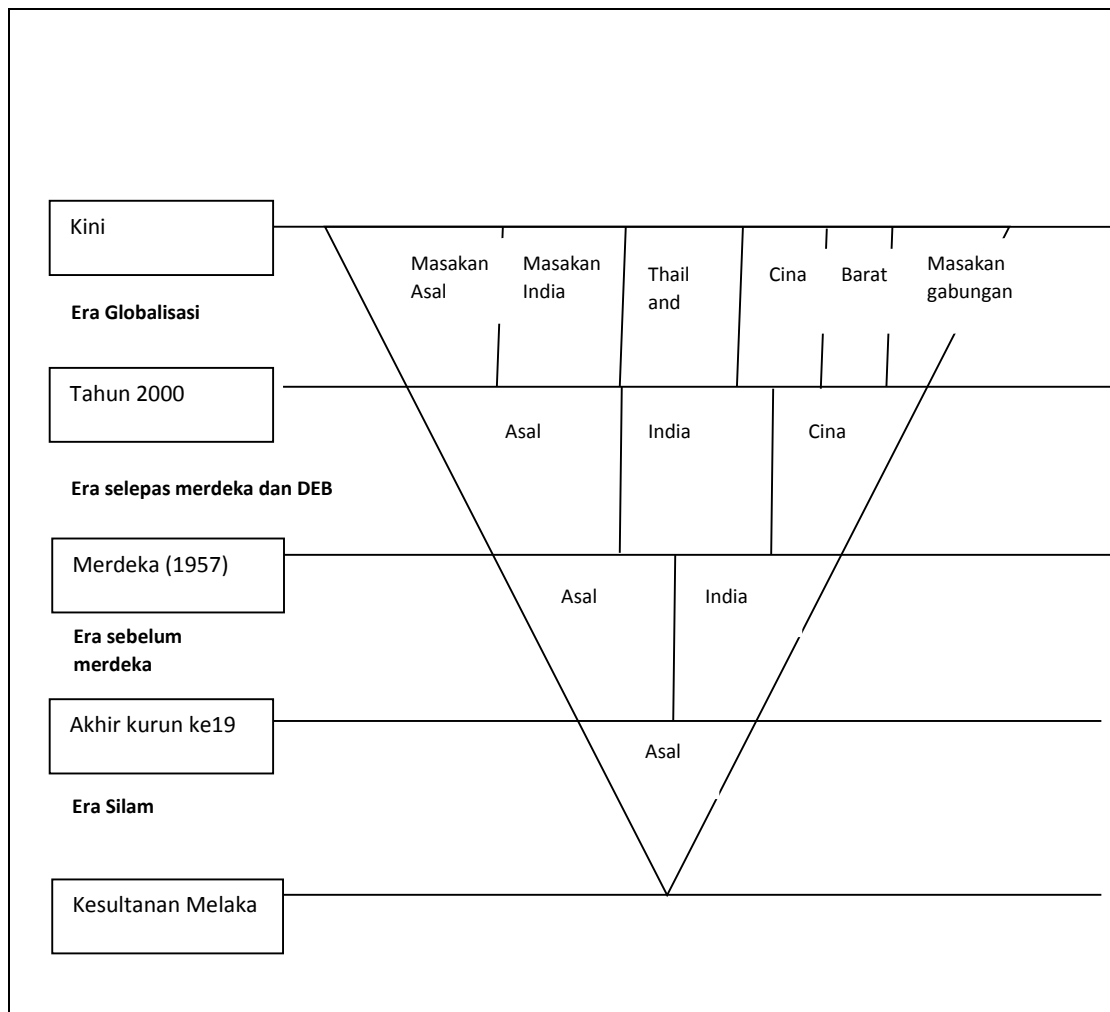 Kini
Masakan
Asal
Masakan
India
Thail
and
Cina
Barat
Masakan
gabungan
Era Globalisasi
Tahun 2000
Asal
India
Cina
Era selepas merdeka dan DEB
Merdeka (1957)
Asal
India
Era sebelum
merdeka
Akhir kurun ke19
Asal
Era Silam
Kesultanan Melaka